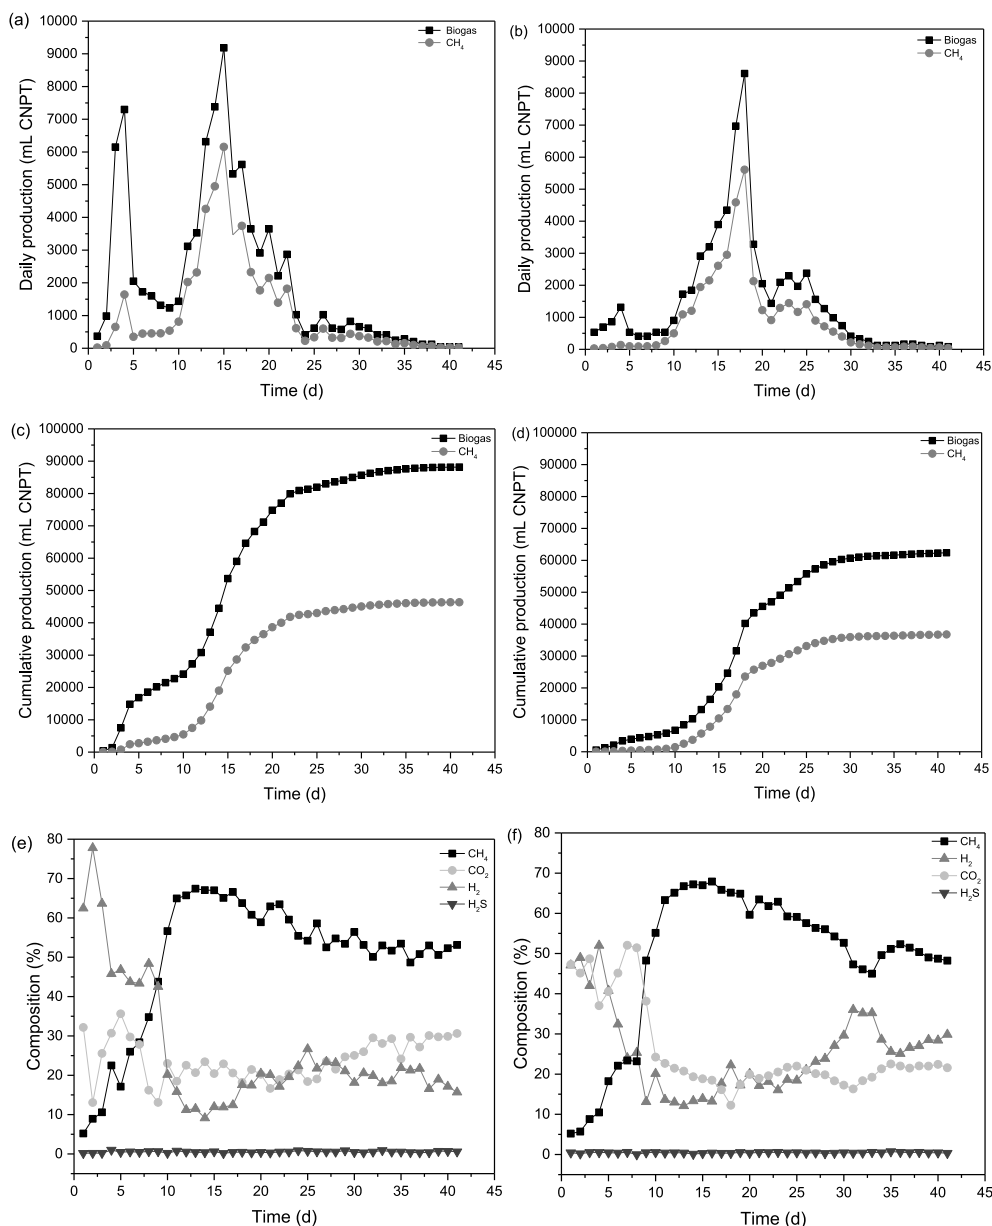 (a)
10000
9000
8000
7000
6000
5000
4000
3000
2000
1000
0
Daily production (mL CNPT)
Biogas
CH₄
0 5 10 15 20 25 30 35 40 45
Time (d)
(b)
10000
9000
8000
7000
6000
5000
4000
3000
2000
1000
0
Daily production (mL CNPT)
Biogas
CH₄
0 5 10 15 20 25 30 35 40 45
Time (d)
(c)
100000
90000
80000
70000
60000
50000
40000
30000
20000
10000
0
Cumulative production (mL CNPT)
Biogas
CH₄
0 5 10 15 20 25 30 35 40 45
Time (d)
(d)
100000
90000
80000
70000
60000
50000
40000
30000
20000
10000
0
Cumulative production (mL CNPT)
Biogas
CH₄
0 5 10 15 20 25 30 35 40 45
Time (d)
(e)
80
70
60
50
40
30
20
10
0
Composition (%)
CH₄
CO₂
H₂
H₂S
0 5 10 15 20 25 30 35 40 45
Time (d)
(f)
80
70
60
50
40
30
20
10
0
Composition (%)
CH₄
H₂
CO₂
H₂S
0 5 10 15 20 25 30 35 40 45
Time (d)